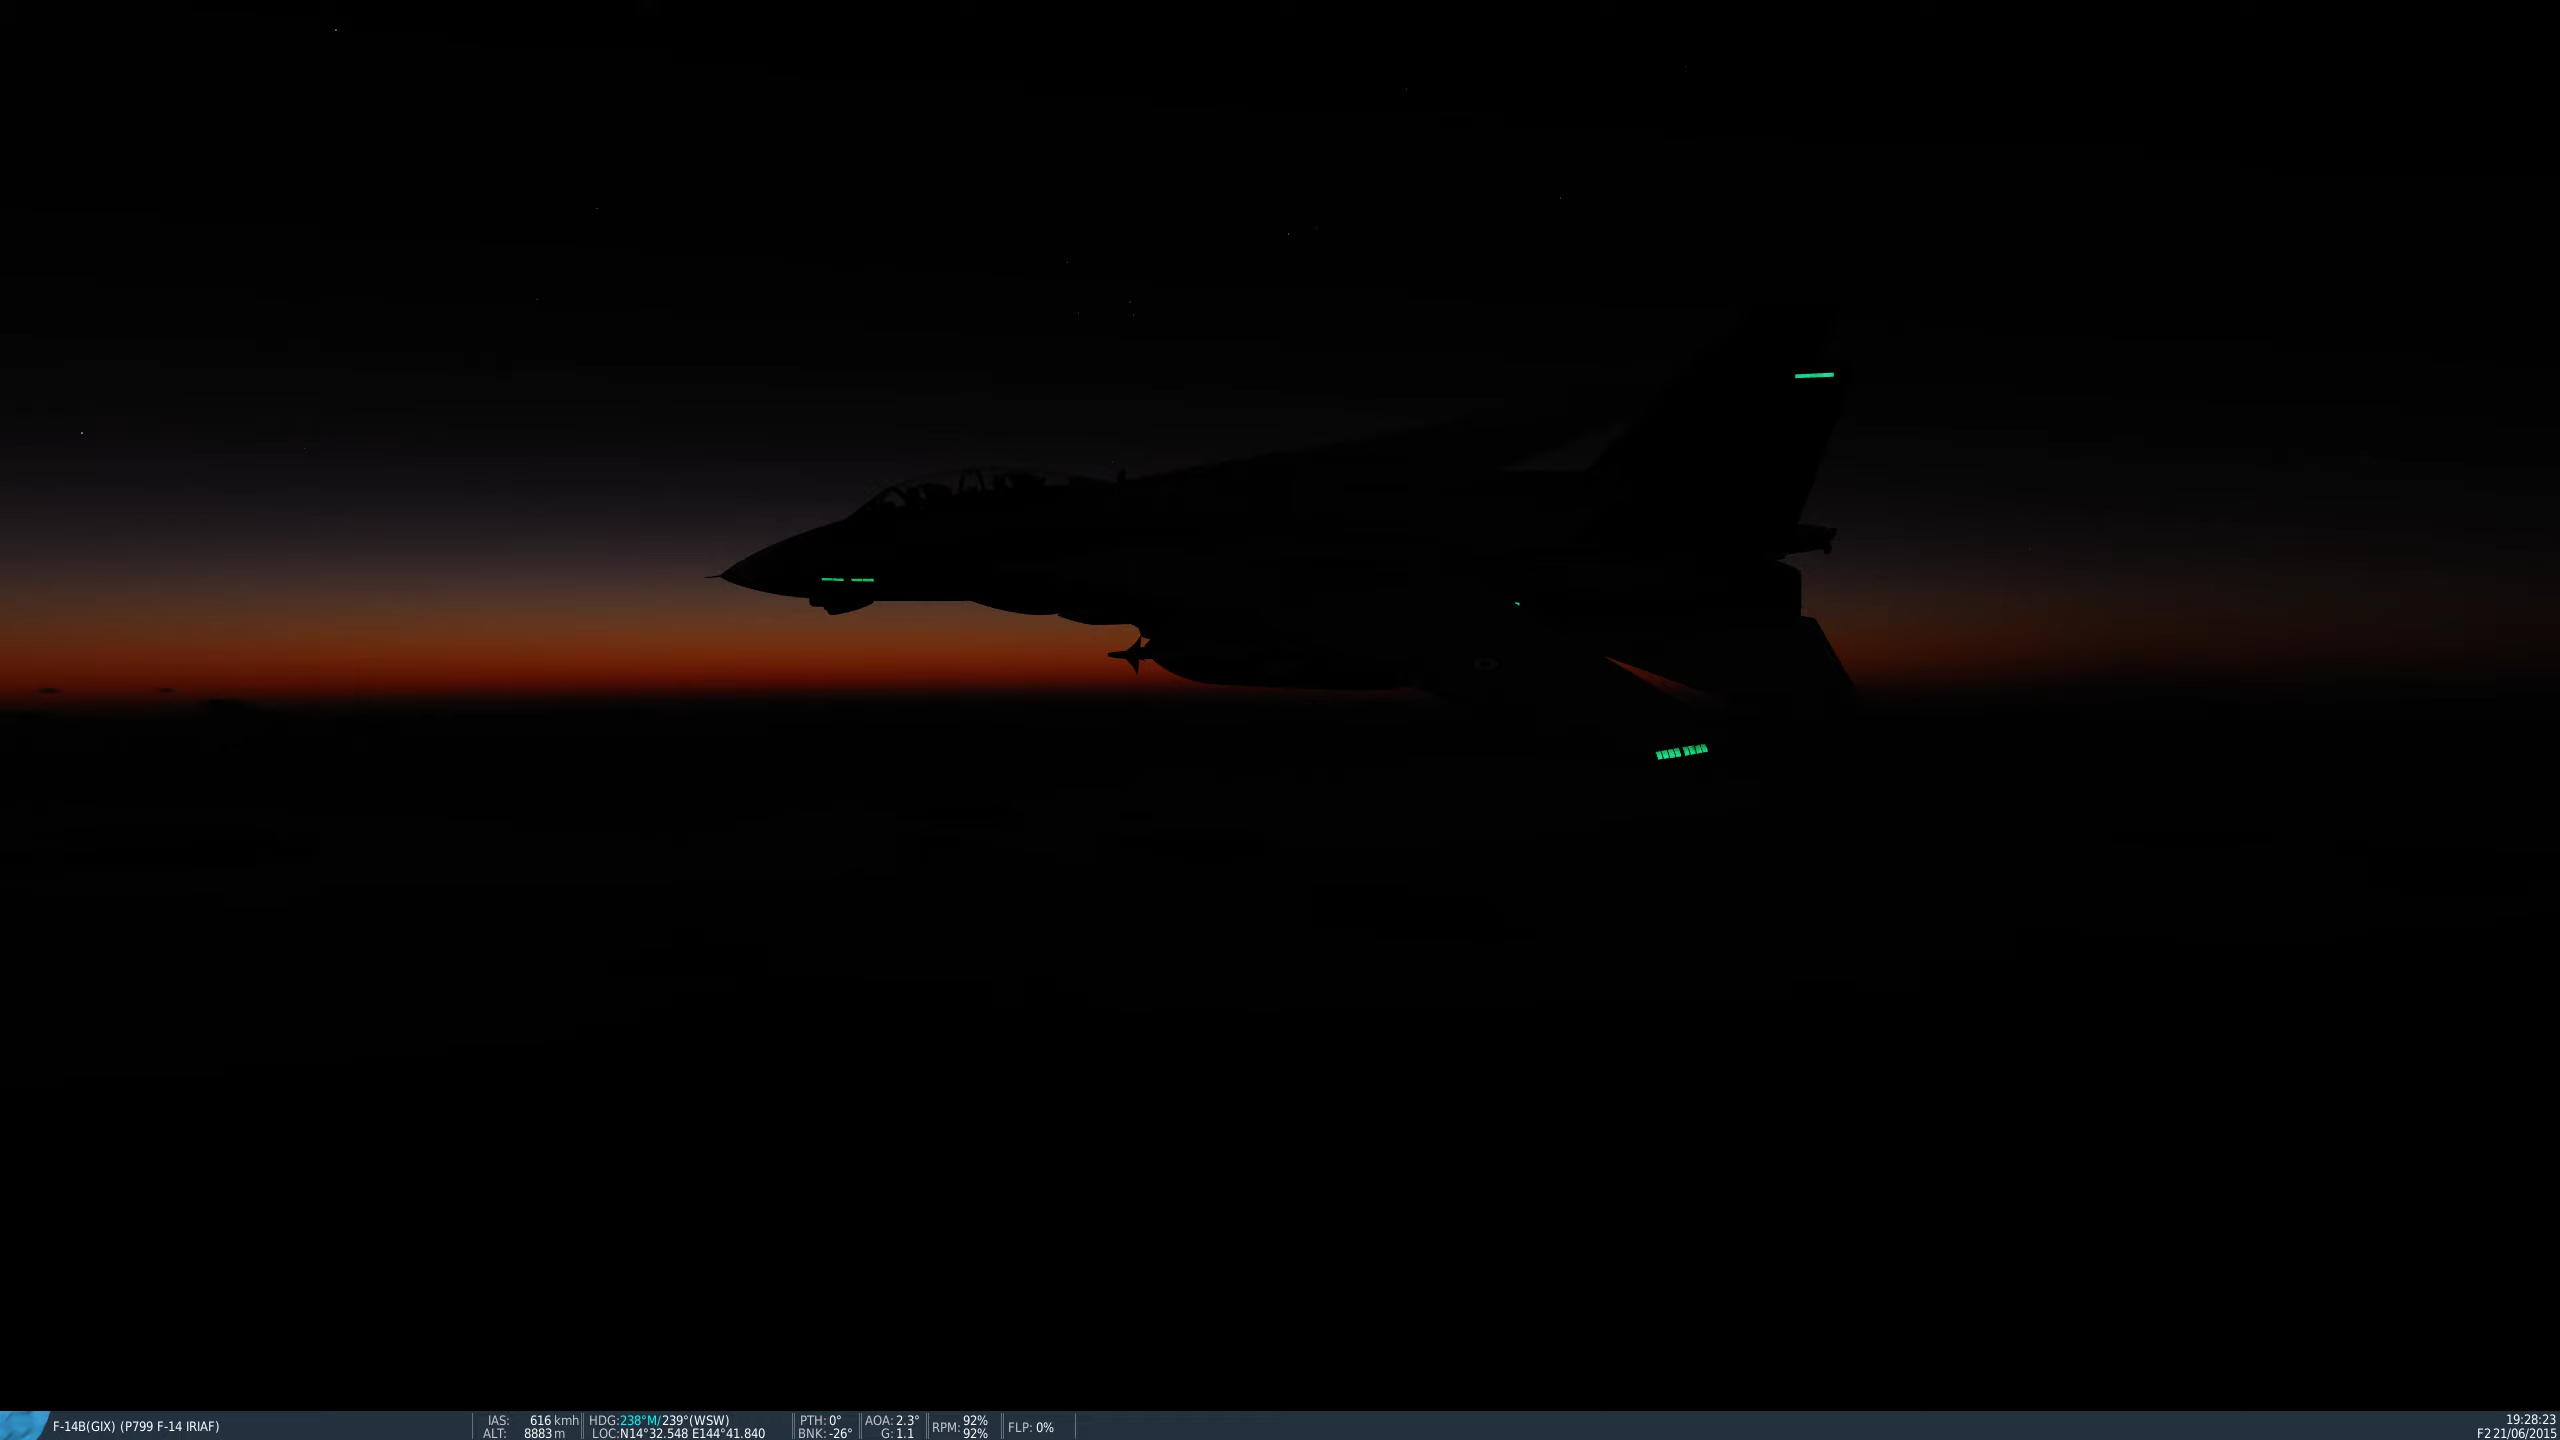 F-14B(GIX) (P799 F-14 IRIAF)
IAS: 616 kmh
ALT: 8883 m
HDG:238°M/239°(WSW)
LOC:N14°32.548 E144°41.840
PTH: 0°
BNK: -26°
AOA: 2.3°
G: 1.1
RPM: 92%
92%
FLP: 0%
19:28:23
F2 21/06/2015